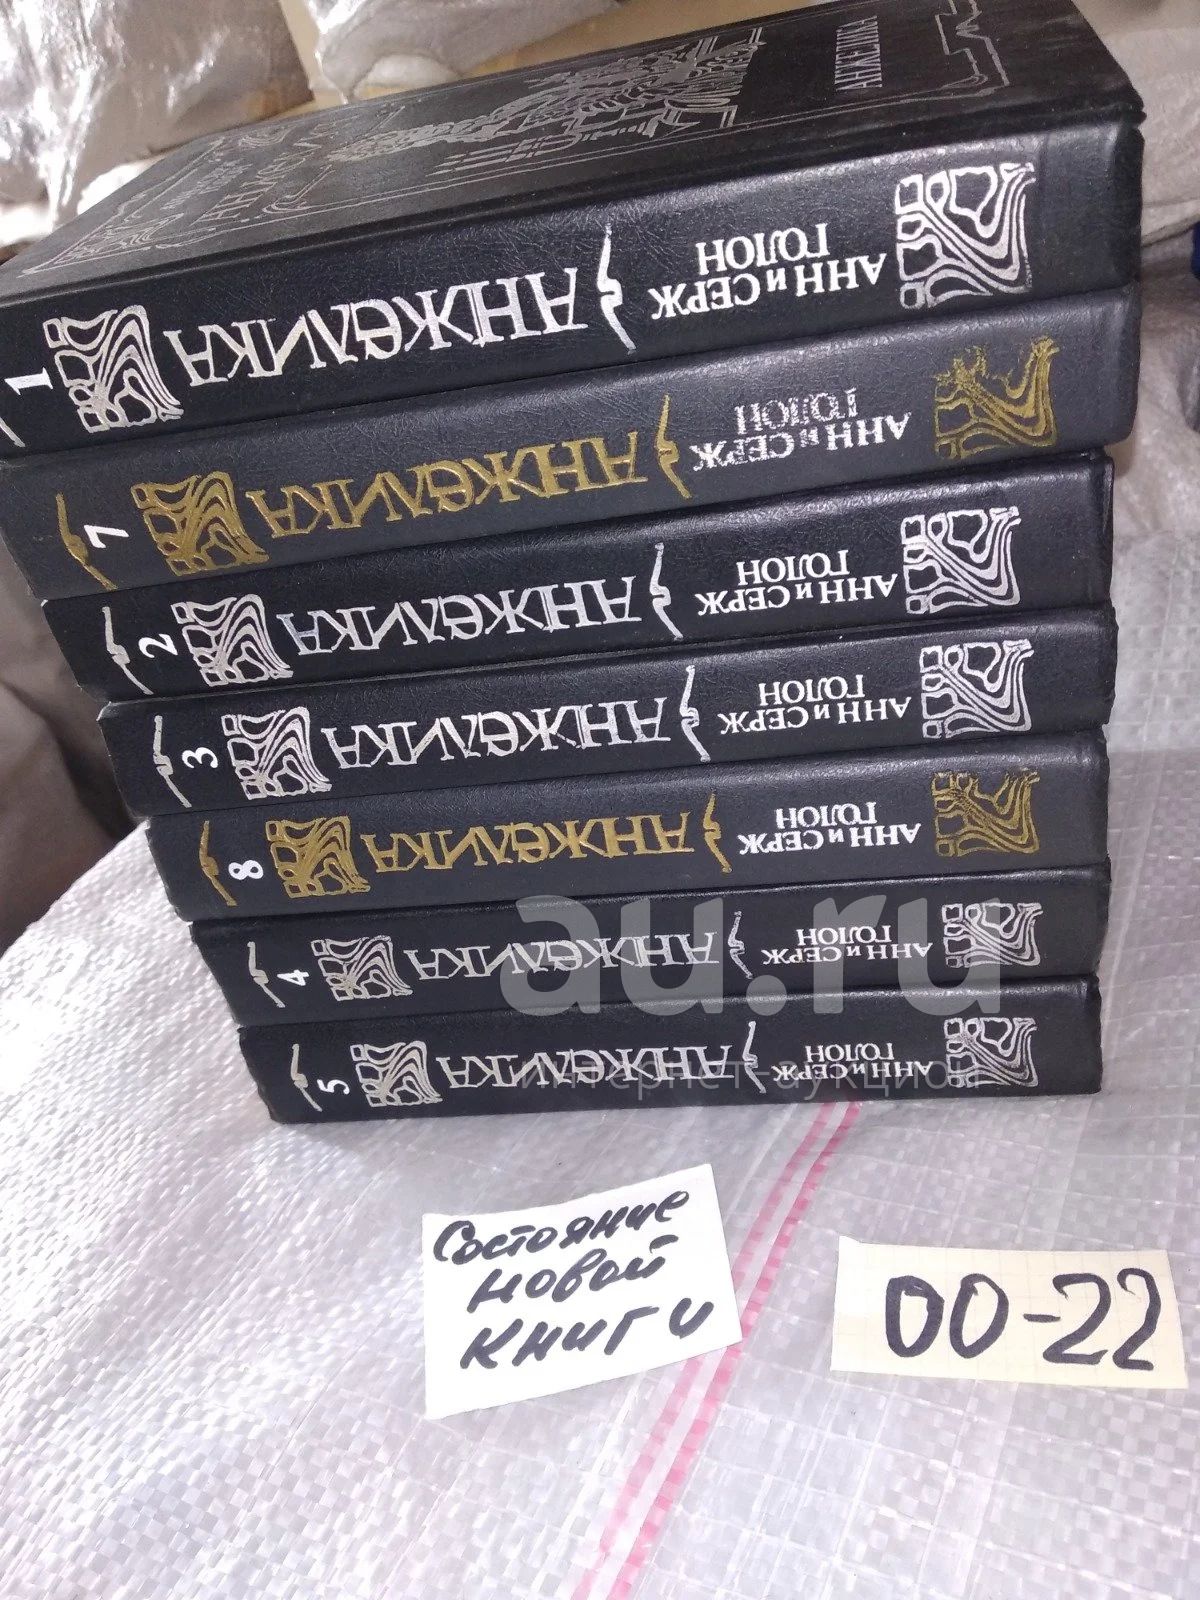 АНЖЕЛИКА
АНЖЕЛИКА
АНН И СЕРЖ
ГОЛОН
АНЖЕЛИКА
1
АНН И СЕРЖ
ГОЛОН
АНЖЕЛИКА
7
АНН И СЕРЖ
ГОЛОН
АНЖЕЛИКА
2
АНН И СЕРЖ
ГОЛОН
АНЖЕЛИКА
3
АНН И СЕРЖ
ГОЛОН
АНЖЕЛИКА
8
АНН И СЕРЖ
ГОЛОН
АНЖЕЛИКА
4
АНН И СЕРЖ
ГОЛОН
АНЖЕЛИКА
5
au.ru
интернет-аукцион
Состояние
новой
книги
00-22